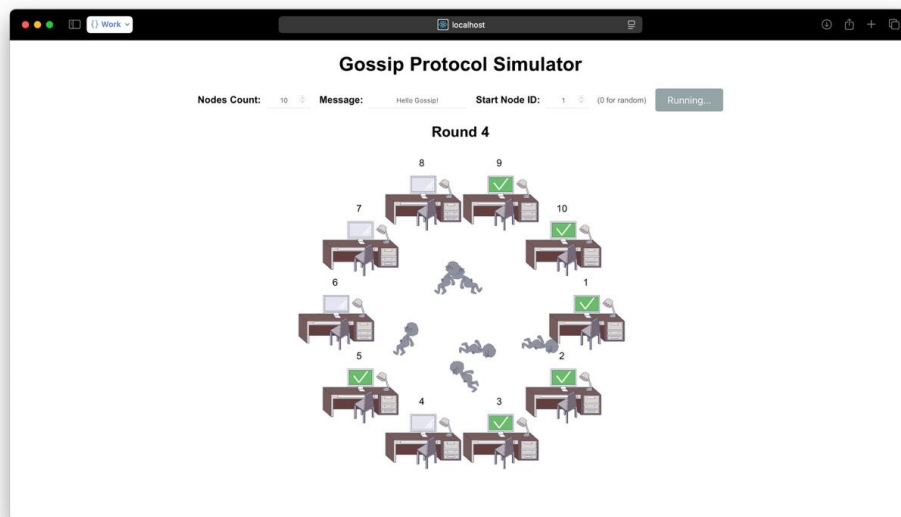 {} Work
localhost
Gossip Protocol Simulator
Nodes Count: 10 Message: Hello Gossip! Start Node ID: 1 (0 for random) Running...
Round 4
8 9
7 10
6 1
5 2
4 3